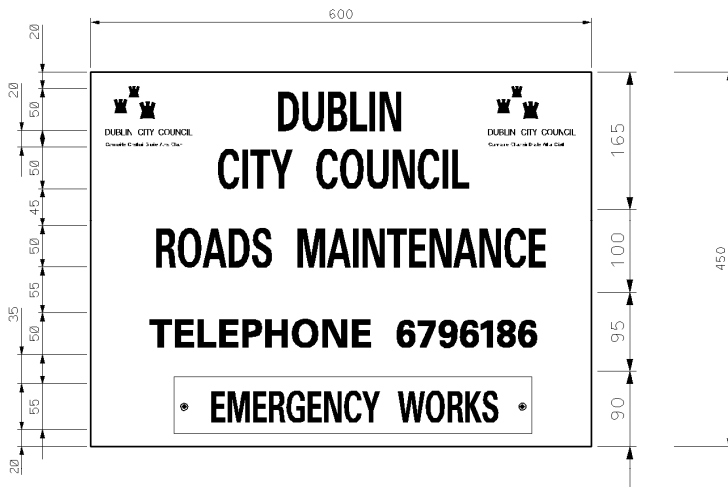 600
20
20
50
50
45
50
55
35
50
55
20
DUBLIN
CITY COUNCIL
DUBLIN CITY COUNCIL
DUBLIN CITY COUNCIL
ROADS MAINTENANCE
TELEPHONE 6796186
EMERGENCY WORKS
165
100
95
90
450